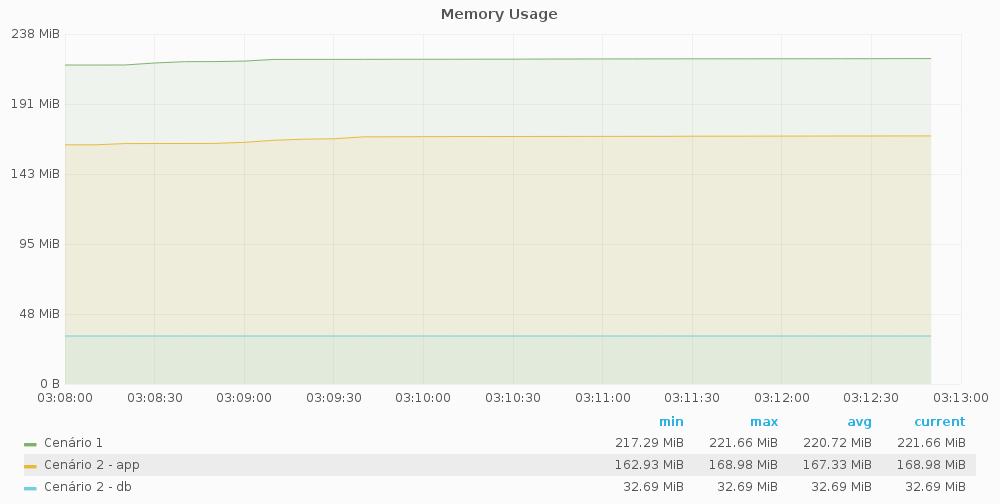 Memory Usage
238 MiB
191 MiB
143 MiB
95 MiB
48 MiB
0 B
03:08:00 03:08:30 03:09:00 03:09:30 03:10:00 03:10:30 03:11:00 03:11:30 03:12:00 03:12:30 03:13:00
min max avg current
Cenário 1 217.29 MiB 221.66 MiB 220.72 MiB 221.66 MiB
Cenário 2 - app 162.93 MiB 168.98 MiB 167.33 MiB 168.98 MiB
Cenário 2 - db 32.69 MiB 32.69 MiB 32.69 MiB 32.69 MiB